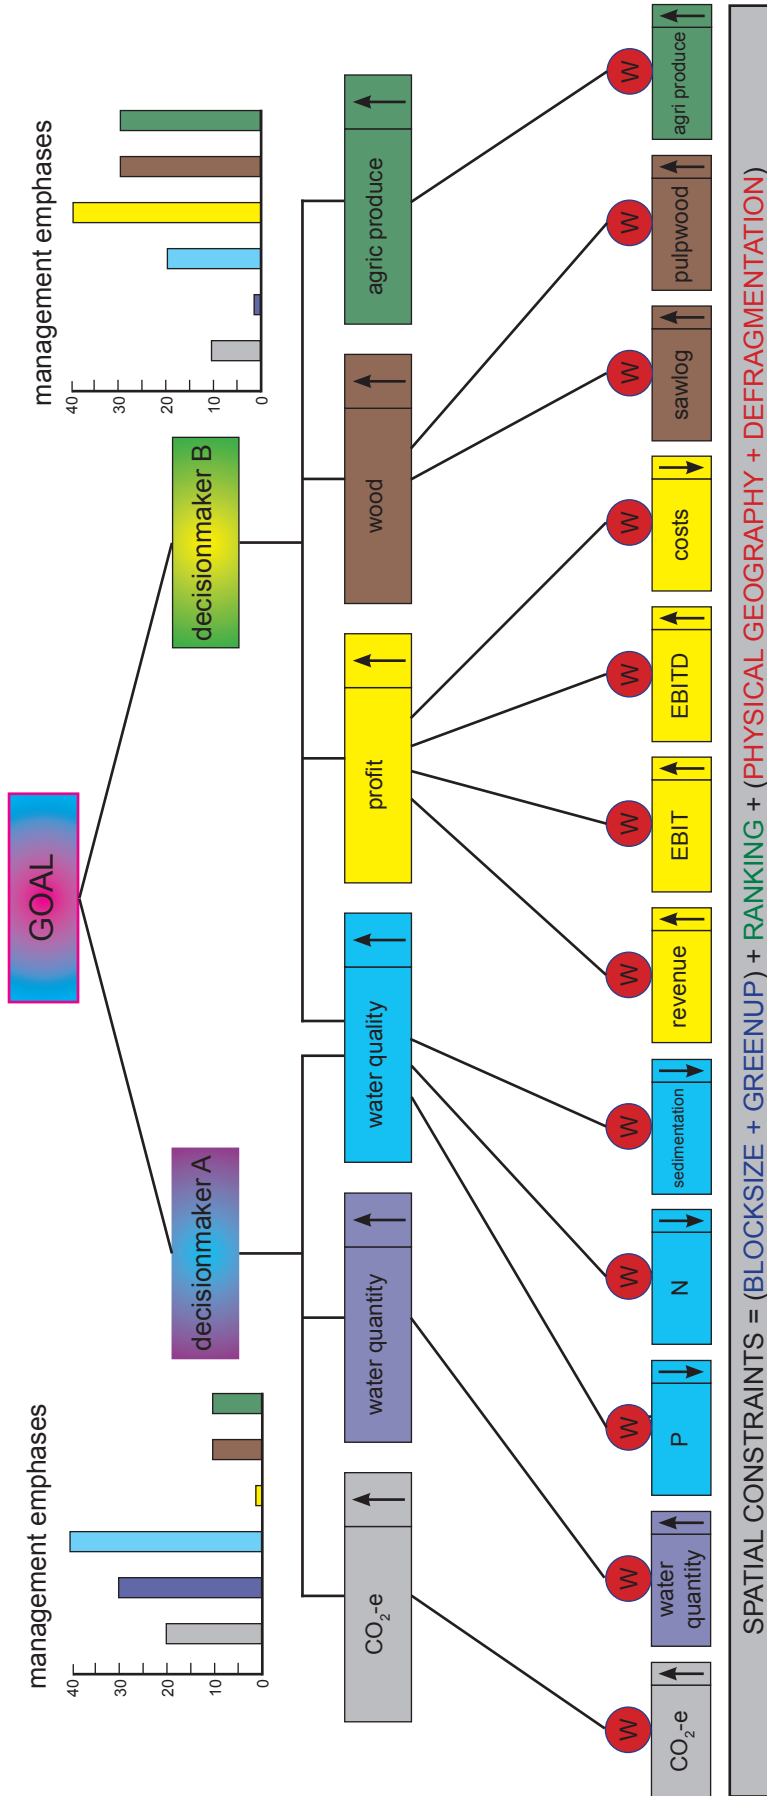 GOAL
management emphases
40
30
20
10
0
decisionmaker A
decisionmaker B
management emphases
40
30
20
10
0
CO₂-e
water quantity
water quality
profit
wood
agric produce
W
W
W
W
W
W
W
W
W
W
W
W
CO₂-e
water
quantity
P
N
sedimentation
revenue
EBIT
EBITD
costs
sawlog
pulpwood
agri produce
SPATIAL CONSTRAINTS = (BLOCKSIZE + GREENUP) + RANKING + (PHYSICAL GEOGRAPHY + DEFRAGMENTATION)